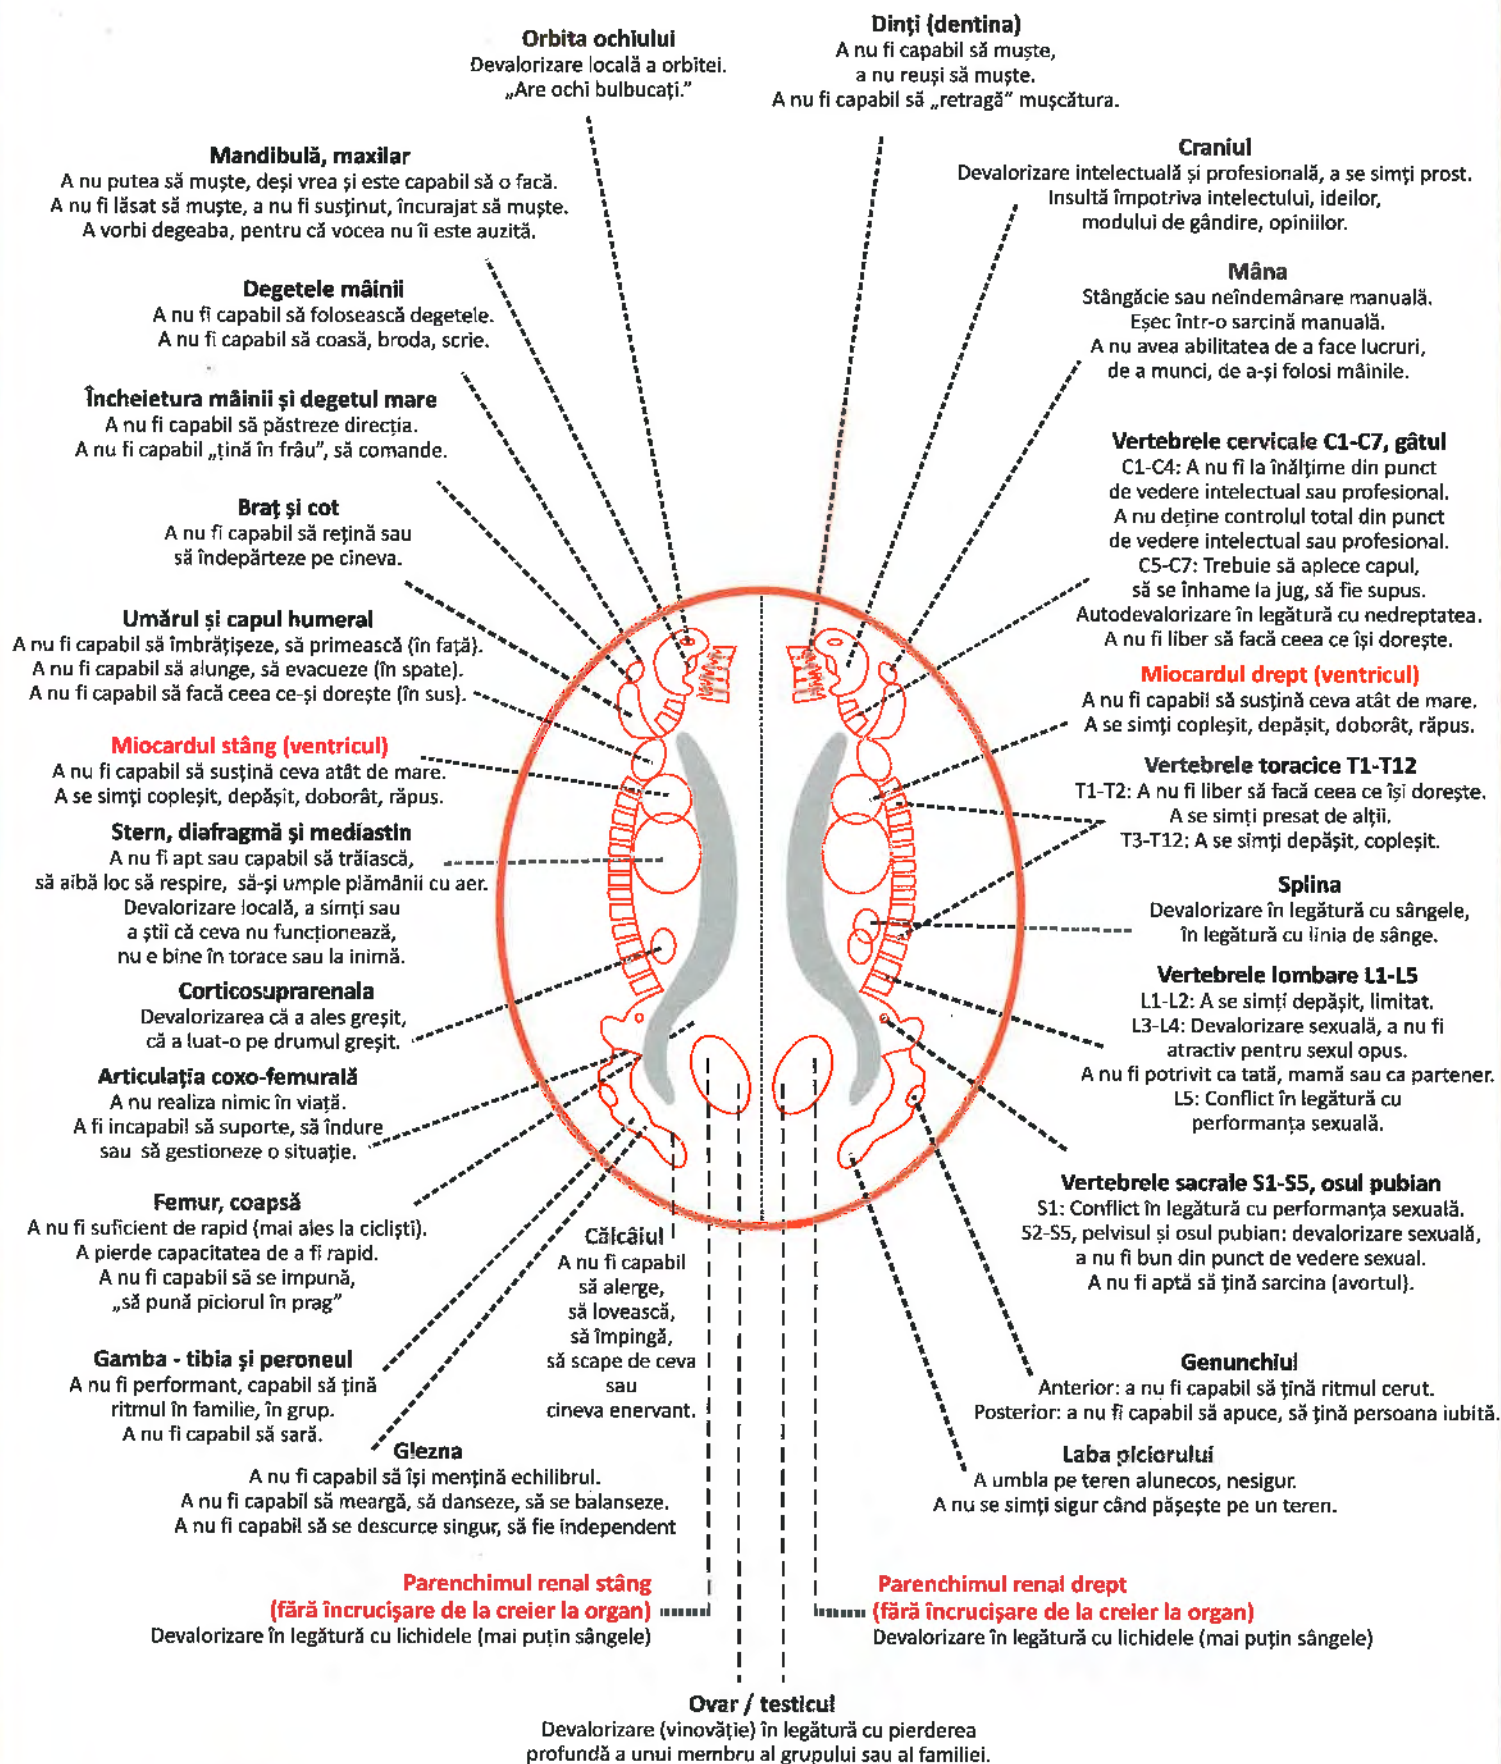 Orbita ochiului
Devalorizare locală a orbitei.
„Are ochi bulbucați.”
Dinți (dentina)
A nu fi capabil să muște,
a nu reuși să muște.
A nu fi capabil să „retragă” mușcătura.
Mandibulă, maxilar
A nu putea să muște, deși vrea și este capabil să o facă.
A nu fi lăsat să muște, a nu fi susținut, încurajat să muște.
A vorbi degeaba, pentru că vocea nu îi este auzită.
Craniul
Devalorizare intelectuală și profesională, a se simți prost.
Insultă împotriva intelectului, ideilor,
modului de gândire, opiniilor.
Degetele mâinii
A nu fi capabil să folosească degetele.
A nu fi capabil să coasă, broda, scrie.
Mâna
Stângăcie sau neîndemânare manuală.
Eșec într-o sarcină manuală.
A nu avea abilitatea de a face lucruri,
de a munci, de a-și folosi mâinile.
Încheietura mâinii și degetul mare
A nu fi capabil să păstreze direcția.
A nu fi capabil „țină în frâu”, să comande.
Vertebrele cervicale C1-C7, gâtul
C1-C4: A nu fi la înălțime din punct
de vedere intelectual sau profesional.
A nu deține controlul total din punct
de vedere intelectual sau profesional.
C5-C7: Trebuie să aplece capul,
să se înhame la jug, să fie supus.
Autodevalorizare în legătură cu nedreptatea.
A nu fi liber să facă ceea ce își dorește.
Braț și cot
A nu fi capabil să rețină sau
să îndepărteze pe cineva.
Umărul și capul humeral
A nu fi capabil să îmbrățișeze, să primească (în față).
A nu fi capabil să alunge, să evacueze (în spate).
A nu fi capabil să facă ceea ce-și dorește (în sus).
Miocardul drept (ventricul)
A nu fi capabil să susțină ceva atât de mare.
A se simți copleșit, depășit, doborât, răpus.
Miocardul stâng (ventricul)
A nu fi capabil să susțină ceva atât de mare.
A se simți copleșit, depășit, doborât, răpus.
Vertebrele toracice T1-T12
T1-T2: A nu fi liber să facă ceea ce își dorește.
A se simți presat de alții.
T3-T12: A se simți depășit, copleșit.
Stern, diafragmă și mediastin
A nu fi apt sau capabil să trăiască,
să aibă loc să respire, să-și umple plămânii cu aer.
Devalorizare locală, a simți sau
a știi că ceva nu funcționează,
nu e bine în torace sau la inimă.
Splina
Devalorizare în legătură cu sângele,
în legătură cu linia de sânge.
Corticosuprarenala
Devalorizarea că a ales greșit,
că a luat-o pe drumul greșit.
Vertebrele lombare L1-L5
L1-L2: A se simți depășit, limitat.
L3-L4: Devalorizare sexuală, a nu fi
atractiv pentru sexul opus.
A nu fi potrivit ca tată, mamă sau ca partener.
L5: Conflict în legătură cu
performanța sexuală.
Articulația coxo-femurală
A nu realiza nimic în viață.
A fi incapabil să suporte, să îndure
sau să gestioneze o situație.
Vertebrele sacrale S1-S5, osul pubian
S1: Conflict în legătură cu performanța sexuală.
S2-S5, pelvisul și osul pubian: devalorizare sexuală,
a nu fi bun din punct de vedere sexual.
A nu fi aptă să țină sarcina (avortul).
Femur, coapsă
A nu fi suficient de rapid (mai ales la cicliști).
A pierde capacitatea de a fi rapid.
A nu fi capabil să se impună,
„să pună piciorul în prag”
Călcâiul
A nu fi capabil
să alerge,
să lovească,
să împingă,
să scape de ceva
sau
cineva enervant.
Gamba - tibia și peroneul
A nu fi performant, capabil să țină
ritmul în familie, în grup.
A nu fi capabil să sară.
Genunchiul
Anterior: a nu fi capabil să țină ritmul cerut.
Posterior: a nu fi capabil să apuce, să țină persoana iubită.
Glezna
A nu fi capabil să își mențină echilibrul.
A nu fi capabil să meargă, să danseze, să se balanseze.
A nu fi capabil să se descurce singur, să fie independent
Laba piciorului
A umbla pe teren alunecos, nesigur.
A nu se simți sigur când pășește pe un teren.
Parenchimul renal stâng
(fără încrucișare de la creier la organ)
Devalorizare în legătură cu lichidele (mai puțin sângele)
Parenchimul renal drept
(fără încrucișare de la creier la organ)
Devalorizare în legătură cu lichidele (mai puțin sângele)
Ovar / testicul
Devalorizare (vinovăție) în legătură cu pierderea
profundă a unui membru al grupului sau al familiei.